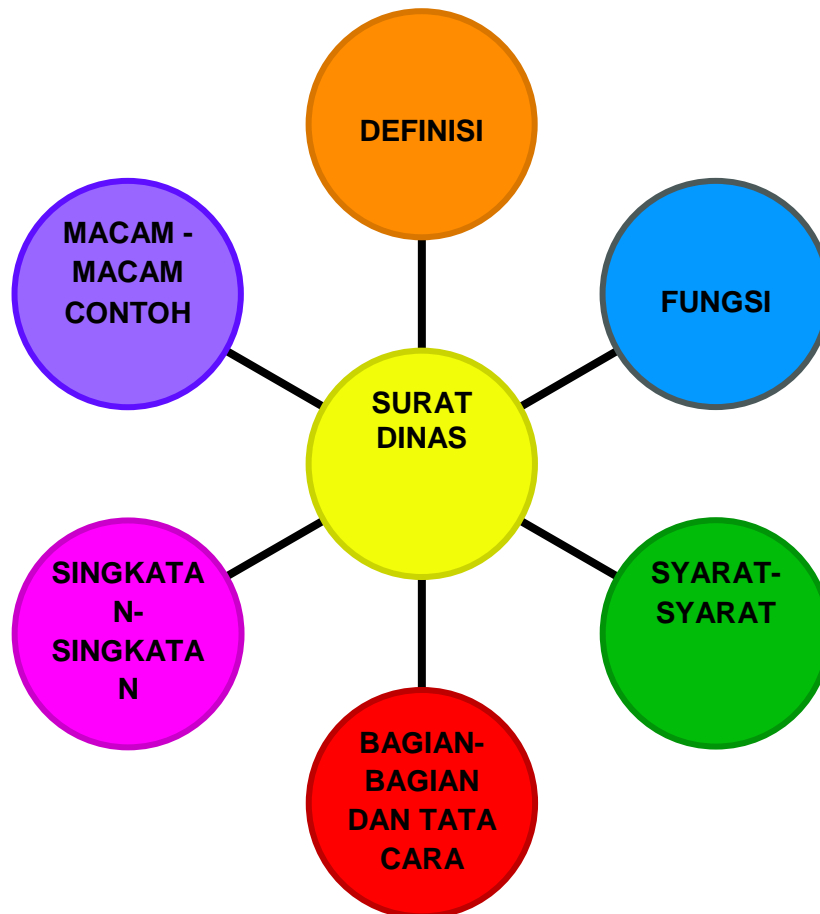 DEFINISI
MACAM -
MACAM
CONTOH
FUNGSI
SURAT
DINAS
SINGKATA
N-
SINGKATA
N
SYARAT-
SYARAT
BAGIAN-
BAGIAN
DAN TATA
CARA